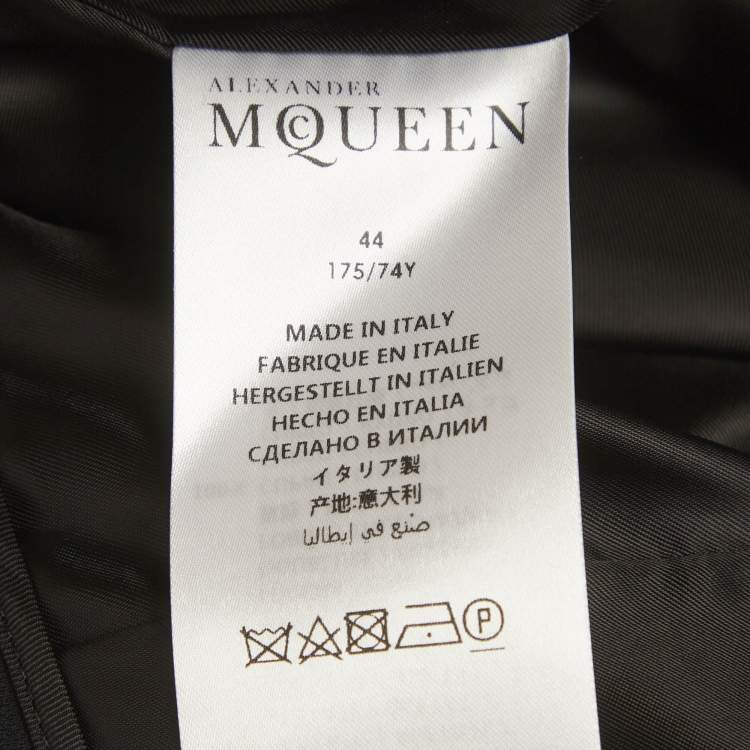 ALEXANDER
McQUEEN
44
175/74Y
MADE IN ITALY
FABRIQUE EN ITALIE
HERGESTELLT IN ITALIEN
HECHO EN ITALIA
СДЕЛАНО В ИТАЛИИ
イタリア製
产地:意大利
صنع في إيطاليا
P